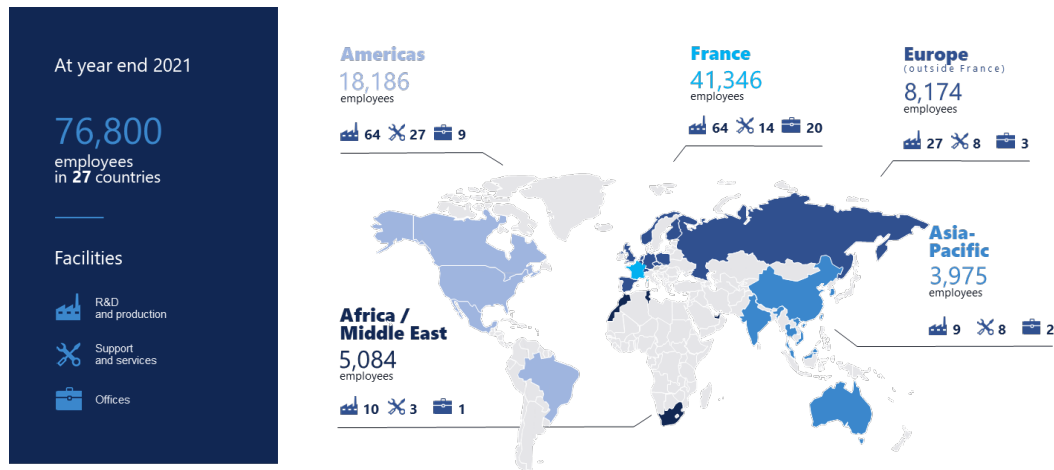 At year end 2021
76,800
employees
in 27 countries
Facilities
R&D
and production
Support
and services
Offices
Americas
18,186
employees
64 27 9
France
41,346
employees
64 14 20
Europe
(outside France)
8,174
employees
27 8 3
Asia-
Pacific
3,975
employees
9 8 2
Africa /
Middle East
5,084
employees
10 3 1